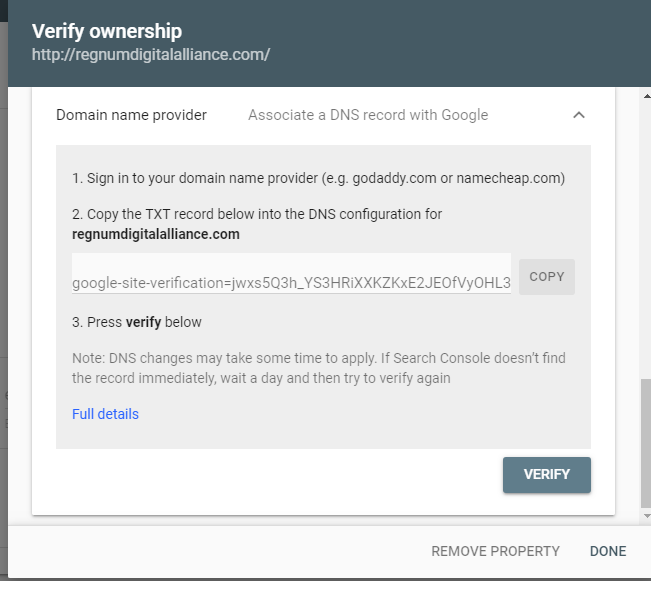 Verify ownership
http://regnumdigitalalliance.com/
Domain name provider Associate a DNS record with Google
1. Sign in to your domain name provider (e.g. godaddy.com or namecheap.com)
2. Copy the TXT record below into the DNS configuration for
regnumdigitalalliance.com
google-site-verification=jwxs5Q3h_YS3HRiXXKZKxE2JEOfVyOHL3 COPY
3. Press verify below
Note: DNS changes may take some time to apply. If Search Console doesn't find
the record immediately, wait a day and then try to verify again
Full details
VERIFY
REMOVE PROPERTY DONE